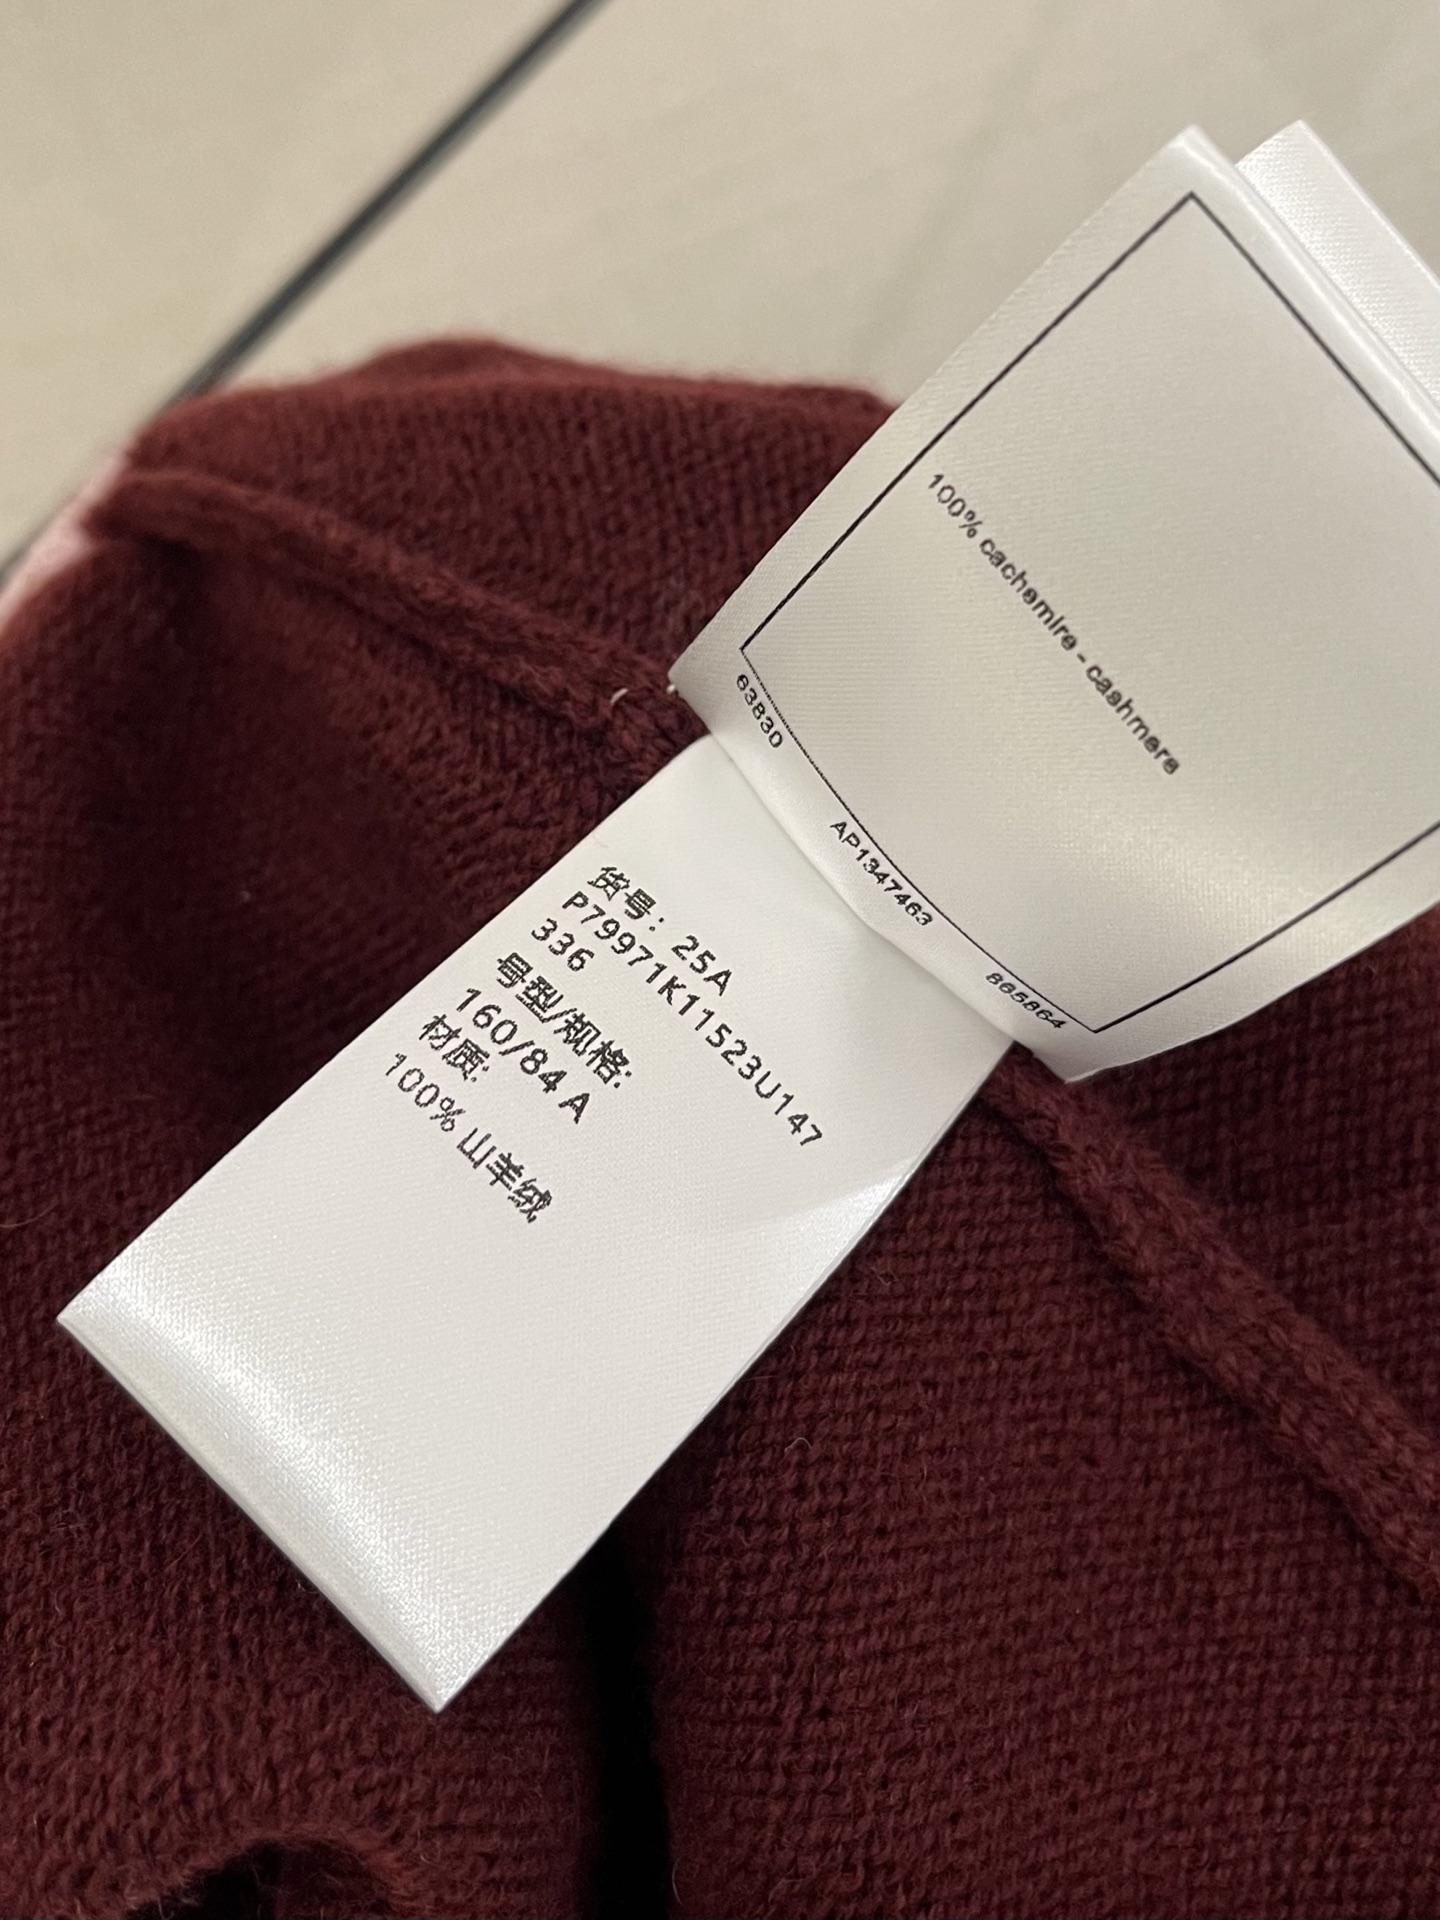 100% cachemire - cashmere
63830
AP1347463
865864
货号: 25A
P79971K11523U147
336
号型/规格:
160/84 A
材质:
100% 山羊绒